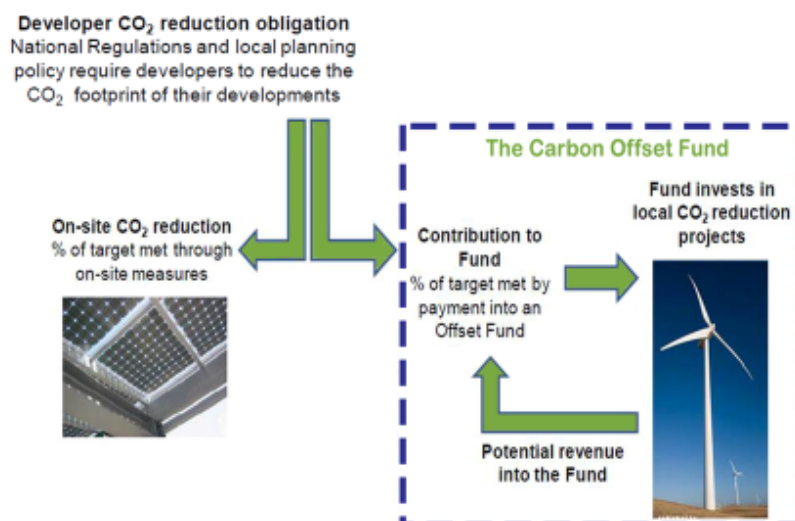 Developer CO₂ reduction obligation
National Regulations and local planning
policy require developers to reduce the
CO₂ footprint of their developments
The Carbon Offset Fund
On-site CO₂ reduction
% of target met through
on-site measures
Contribution to
Fund
% of target met by
payment into an
Offset Fund
Fund invests in
local CO₂ reduction
projects
Potential revenue
into the Fund